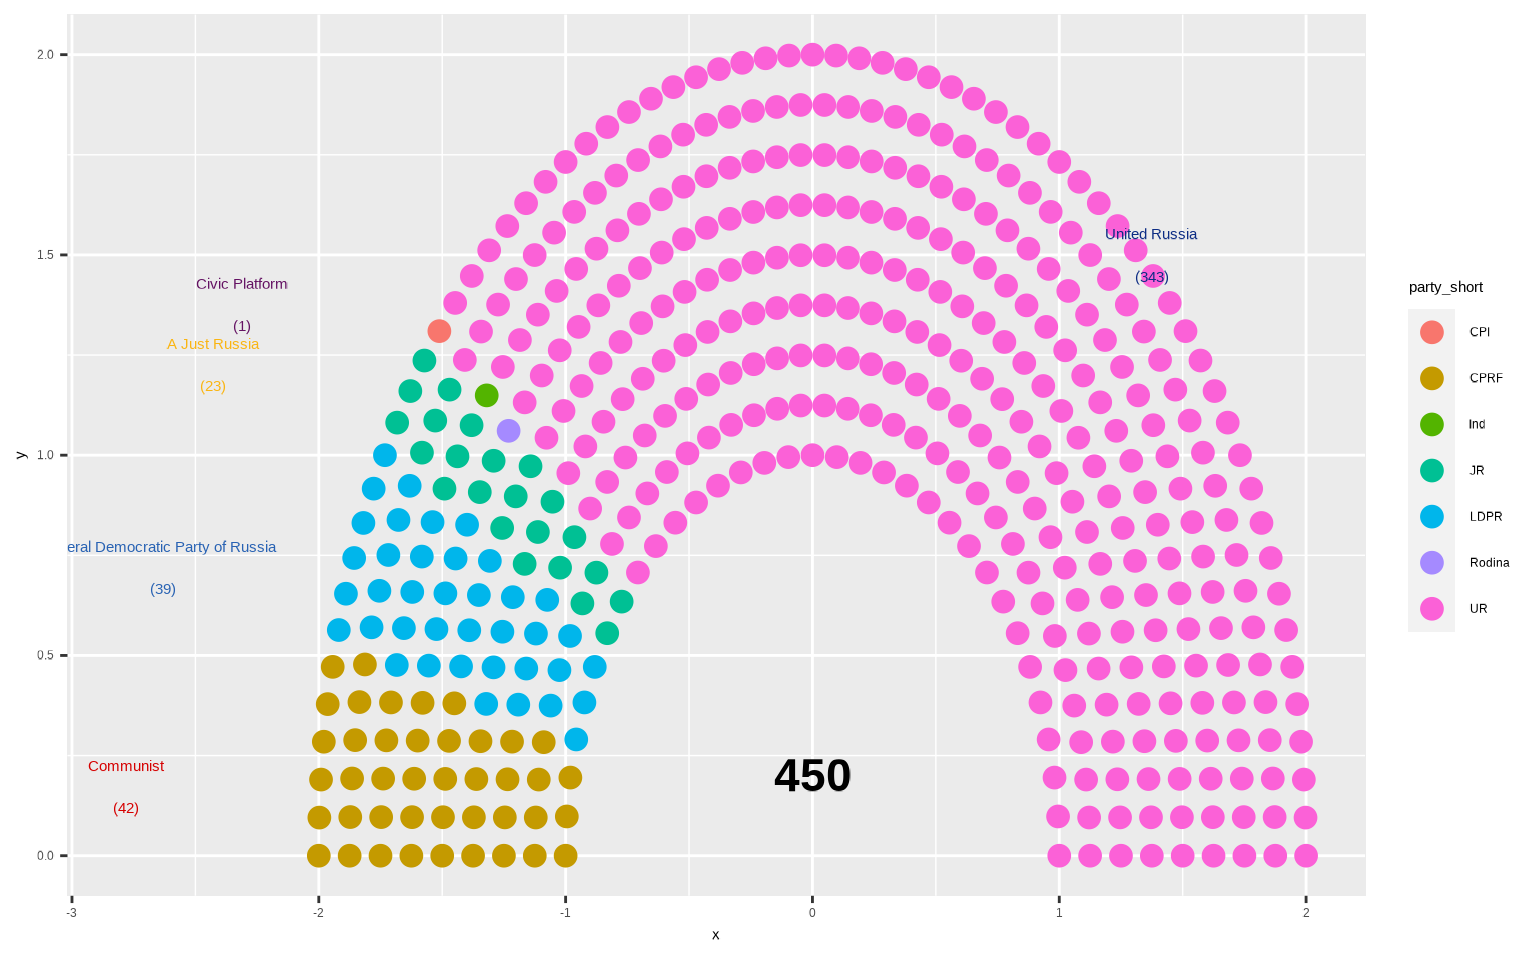 2.0
1.5
1.0
0.5
0.0
y
-3
-2
-1
0
1
2
x
Civic Platform
(1)
A Just Russia
(23)
eral Democratic Party of Russia
(39)
Communist
(42)
United Russia
(343)
450
party_short
CPI
CPRF
Ind
JR
LDPR
Rodina
UR